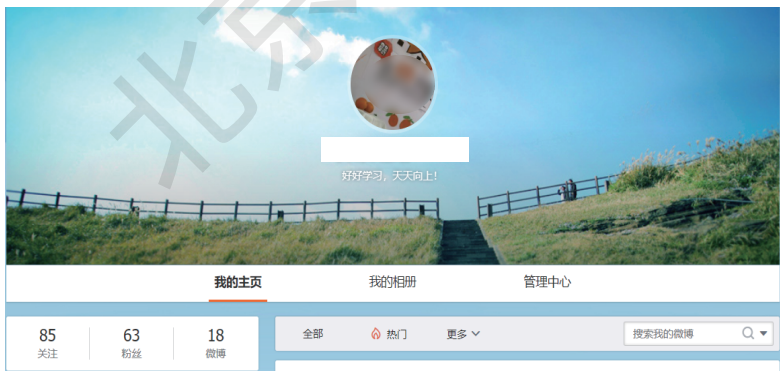 北京
好好学习，天天向上！
我的主页 我的相册 管理中心
85 63 18 全部 热门 更多 搜索我的微博
关注 粉丝 微博